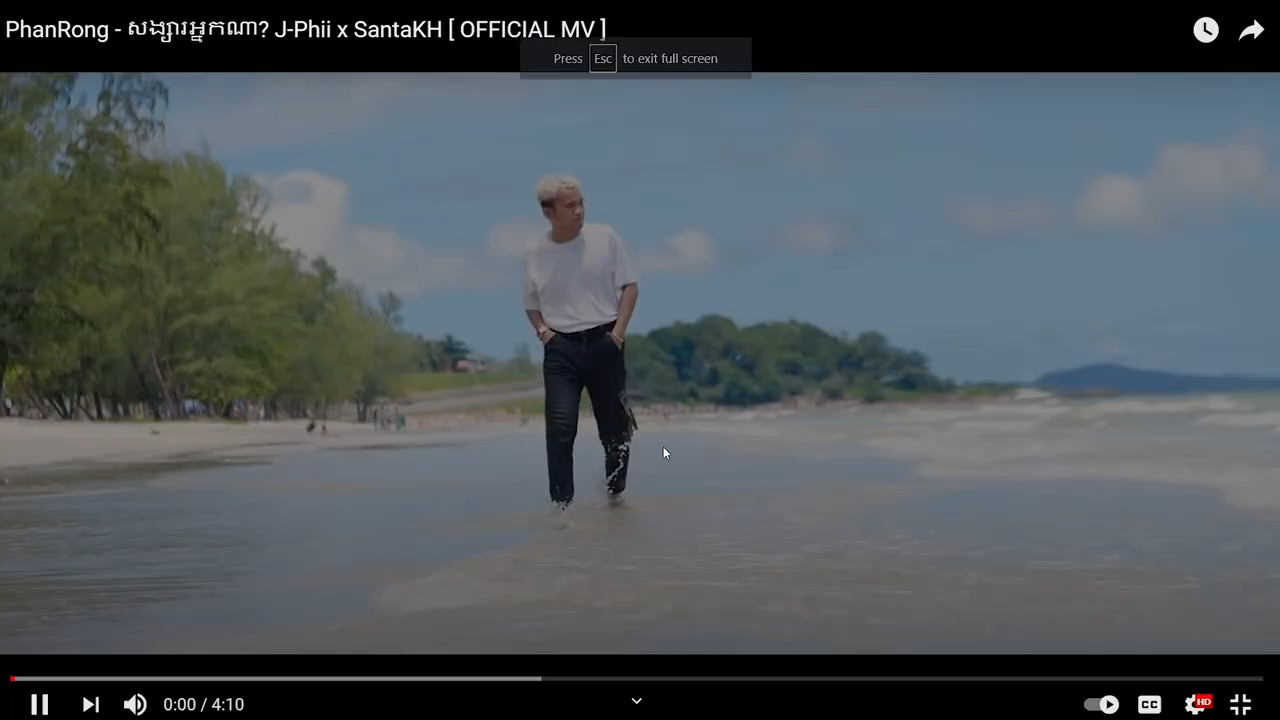 PhanRong - សង្សារអ្នកណា? J-Phii x SantaKH [ OFFICIAL MV ]
Press Esc to exit full screen
0:00 / 4:10
CC
HD